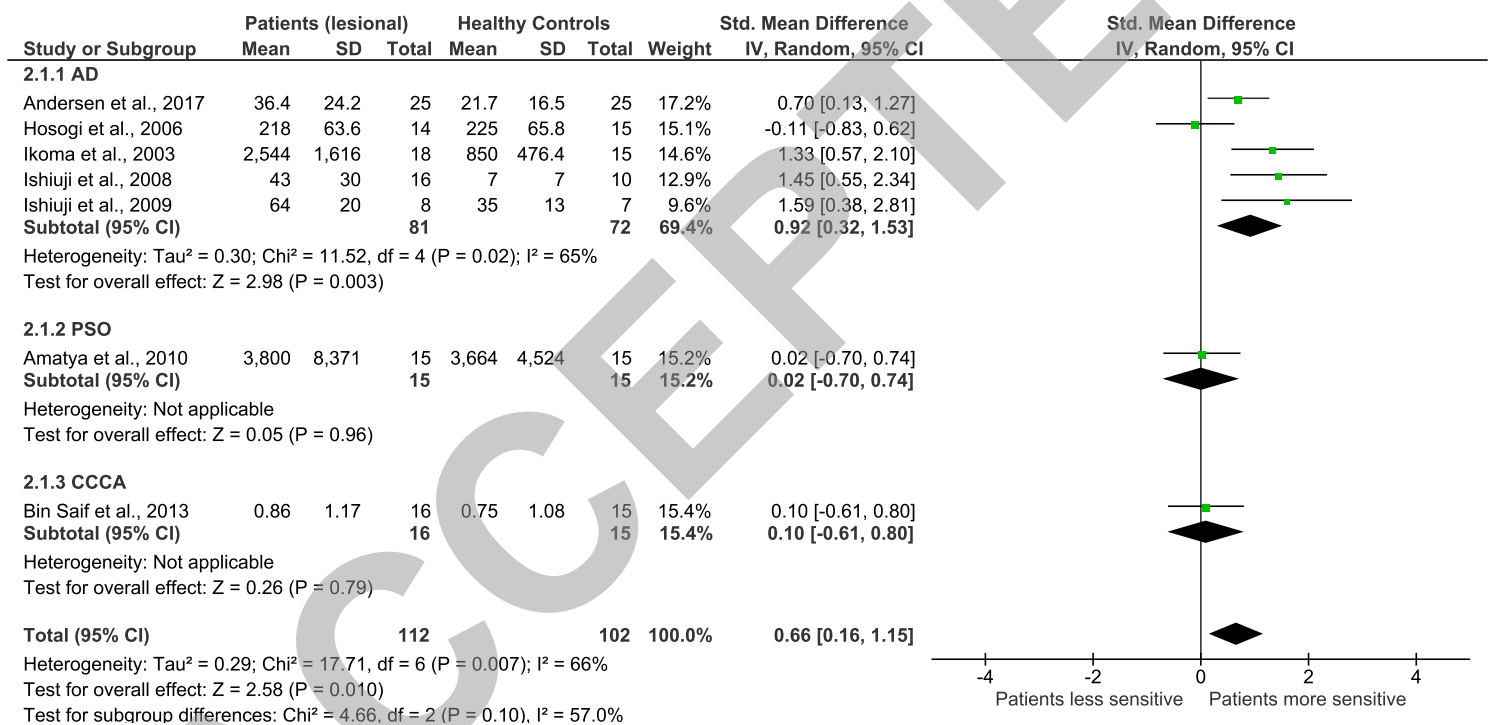 Patients (lesional) Healthy Controls Std. Mean Difference Std. Mean Difference
Study or Subgroup Mean SD Total Mean SD Total Weight IV, Random, 95% CI IV, Random, 95% CI
2.1.1 AD
Andersen et al., 2017 36.4 24.2 25 21.7 16.5 25 17.2% 0.70 [0.13, 1.27]
Hosogi et al., 2006 218 63.6 14 225 65.8 15 15.1% -0.11 [-0.83, 0.62]
Ikoma et al., 2003 2,544 1,616 18 850 476.4 15 14.6% 1.33 [0.57, 2.10]
Ishiuji et al., 2008 43 30 16 7 7 10 12.9% 1.45 [0.55, 2.34]
Ishiuji et al., 2009 64 20 8 35 13 7 9.6% 1.59 [0.38, 2.81]
Subtotal (95% CI) 81 72 69.4% 0.92 [0.32, 1.53]
Heterogeneity: Tau² = 0.30; Chi² = 11.52, df = 4 (P = 0.02); I² = 65%
Test for overall effect: Z = 2.98 (P = 0.003)
2.1.2 PSO
Amatya et al., 2010 3,800 8,371 15 3,664 4,524 15 15.2% 0.02 [-0.70, 0.74]
Subtotal (95% CI) 15 15 15.2% 0.02 [-0.70, 0.74]
Heterogeneity: Not applicable
Test for overall effect: Z = 0.05 (P = 0.96)
2.1.3 CCCA
Bin Saif et al., 2013 0.86 1.17 16 0.75 1.08 15 15.4% 0.10 [-0.61, 0.80]
Subtotal (95% CI) 16 15 15.4% 0.10 [-0.61, 0.80]
Heterogeneity: Not applicable
Test for overall effect: Z = 0.26 (P = 0.79)
Total (95% CI) 112 102 100.0% 0.66 [0.16, 1.15]
Heterogeneity: Tau² = 0.29; Chi² = 17.71, df = 6 (P = 0.007); I² = 66%
Test for overall effect: Z = 2.58 (P = 0.010)
Test for subgroup differences: Chi² = 4.66, df = 2 (P = 0.10), I² = 57.0%
-4 -2 0 2 4
Patients less sensitive Patients more sensitive
CCEPTE